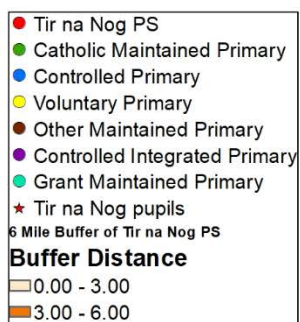 Tir na Nog PS
Catholic Maintained Primary
Controlled Primary
Voluntary Primary
Other Maintained Primary
Controlled Integrated Primary
Grant Maintained Primary
Tir na Nog pupils
6 Mile Buffer of Tir na Nog PS
Buffer Distance
0.00 - 3.00
3.00 - 6.00